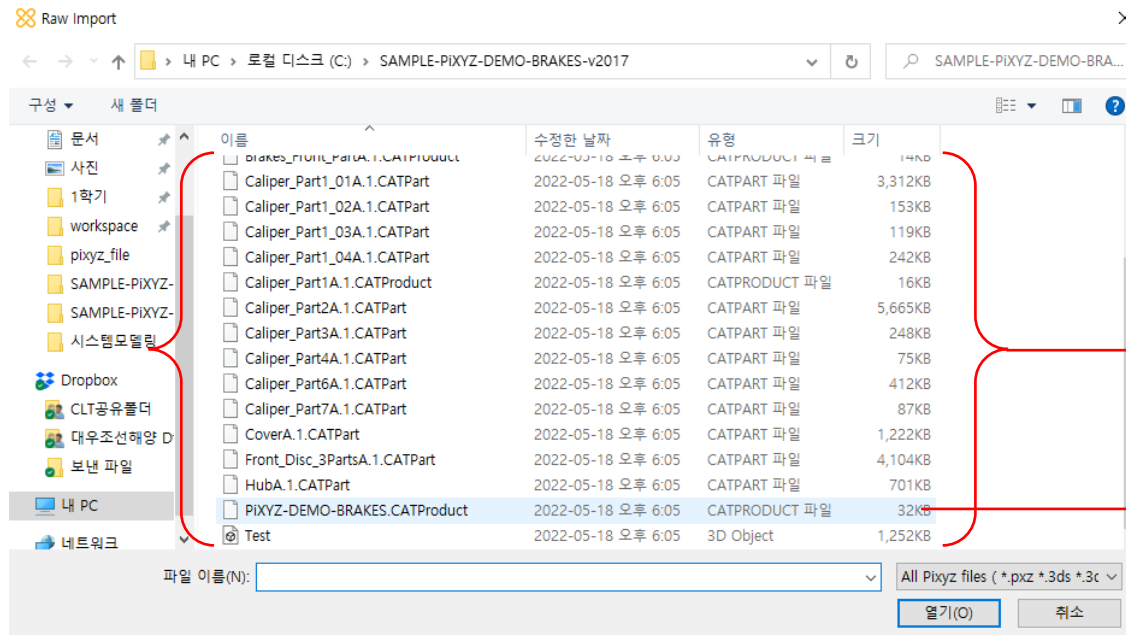 Raw Import
내 PC > 로컬 디스크 (C:) > SAMPLE-PiXYZ-DEMO-BRAKES-v2017
SAMPLE-PiXYZ-DEMO-BRA...
구성 새 폴더
이름 수정한 날짜 유형 크기
문서
사진
1학기
workspace
pixyz_file
SAMPLE-PiXYZ-
SAMPLE-PiXYZ-
시스템모델링
Dropbox
CLT공유폴더
대우조선해양 D
보낸 파일
내 PC
네트워크
Brakes_Front_PartA.1.CATProduct 2022-05-18 오후 6:05 CATPRODUCT 파일 14KB
Caliper_Part1_01A.1.CATPart 2022-05-18 오후 6:05 CATPART 파일 3,312KB
Caliper_Part1_02A.1.CATPart 2022-05-18 오후 6:05 CATPART 파일 153KB
Caliper_Part1_03A.1.CATPart 2022-05-18 오후 6:05 CATPART 파일 119KB
Caliper_Part1_04A.1.CATPart 2022-05-18 오후 6:05 CATPART 파일 242KB
Caliper_Part1A.1.CATProduct 2022-05-18 오후 6:05 CATPRODUCT 파일 16KB
Caliper_Part2A.1.CATPart 2022-05-18 오후 6:05 CATPART 파일 5,665KB
Caliper_Part3A.1.CATPart 2022-05-18 오후 6:05 CATPART 파일 248KB
Caliper_Part4A.1.CATPart 2022-05-18 오후 6:05 CATPART 파일 75KB
Caliper_Part6A.1.CATPart 2022-05-18 오후 6:05 CATPART 파일 412KB
Caliper_Part7A.1.CATPart 2022-05-18 오후 6:05 CATPART 파일 87KB
CoverA.1.CATPart 2022-05-18 오후 6:05 CATPART 파일 1,222KB
Front_Disc_3PartsA.1.CATPart 2022-05-18 오후 6:05 CATPART 파일 4,104KB
HubA.1.CATPart 2022-05-18 오후 6:05 CATPART 파일 701KB
PiXYZ-DEMO-BRAKES.CATProduct 2022-05-18 오후 6:05 CATPRODUCT 파일 32KB
Test 2022-05-18 오후 6:05 3D Object 1,252KB
파일 이름(N): All Pixyz files ( *.pxz *.3ds *.3c
열기(O) 취소